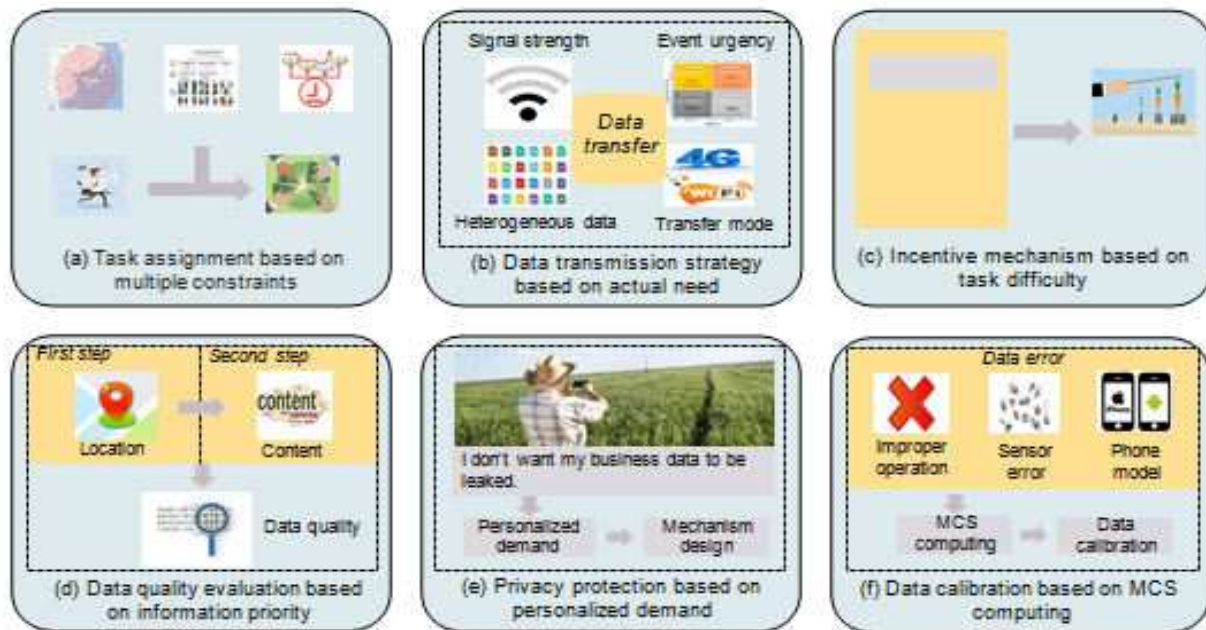 Signal strength
Event urgency
Data
transfer
4G
Heterogeneous data
Transfer mode
(a) Task assignment based on
multiple constraints
(b) Data transmission strategy
based on actual need
(c) Incentive mechanism based on
task difficulty
First step
Second step
content
Location
Content
Data quality
(d) Data quality evaluation based
on information priority
I don't want my business data to be
leaked.
Personalized
demand
Mechanism
design
(e) Privacy protection based on
personalized demand
Data error
iPhone
Improper
operation
Sensor
error
Phone
model
MCS
computing
Data
calibration
(f) Data calibration based on MCS
computing